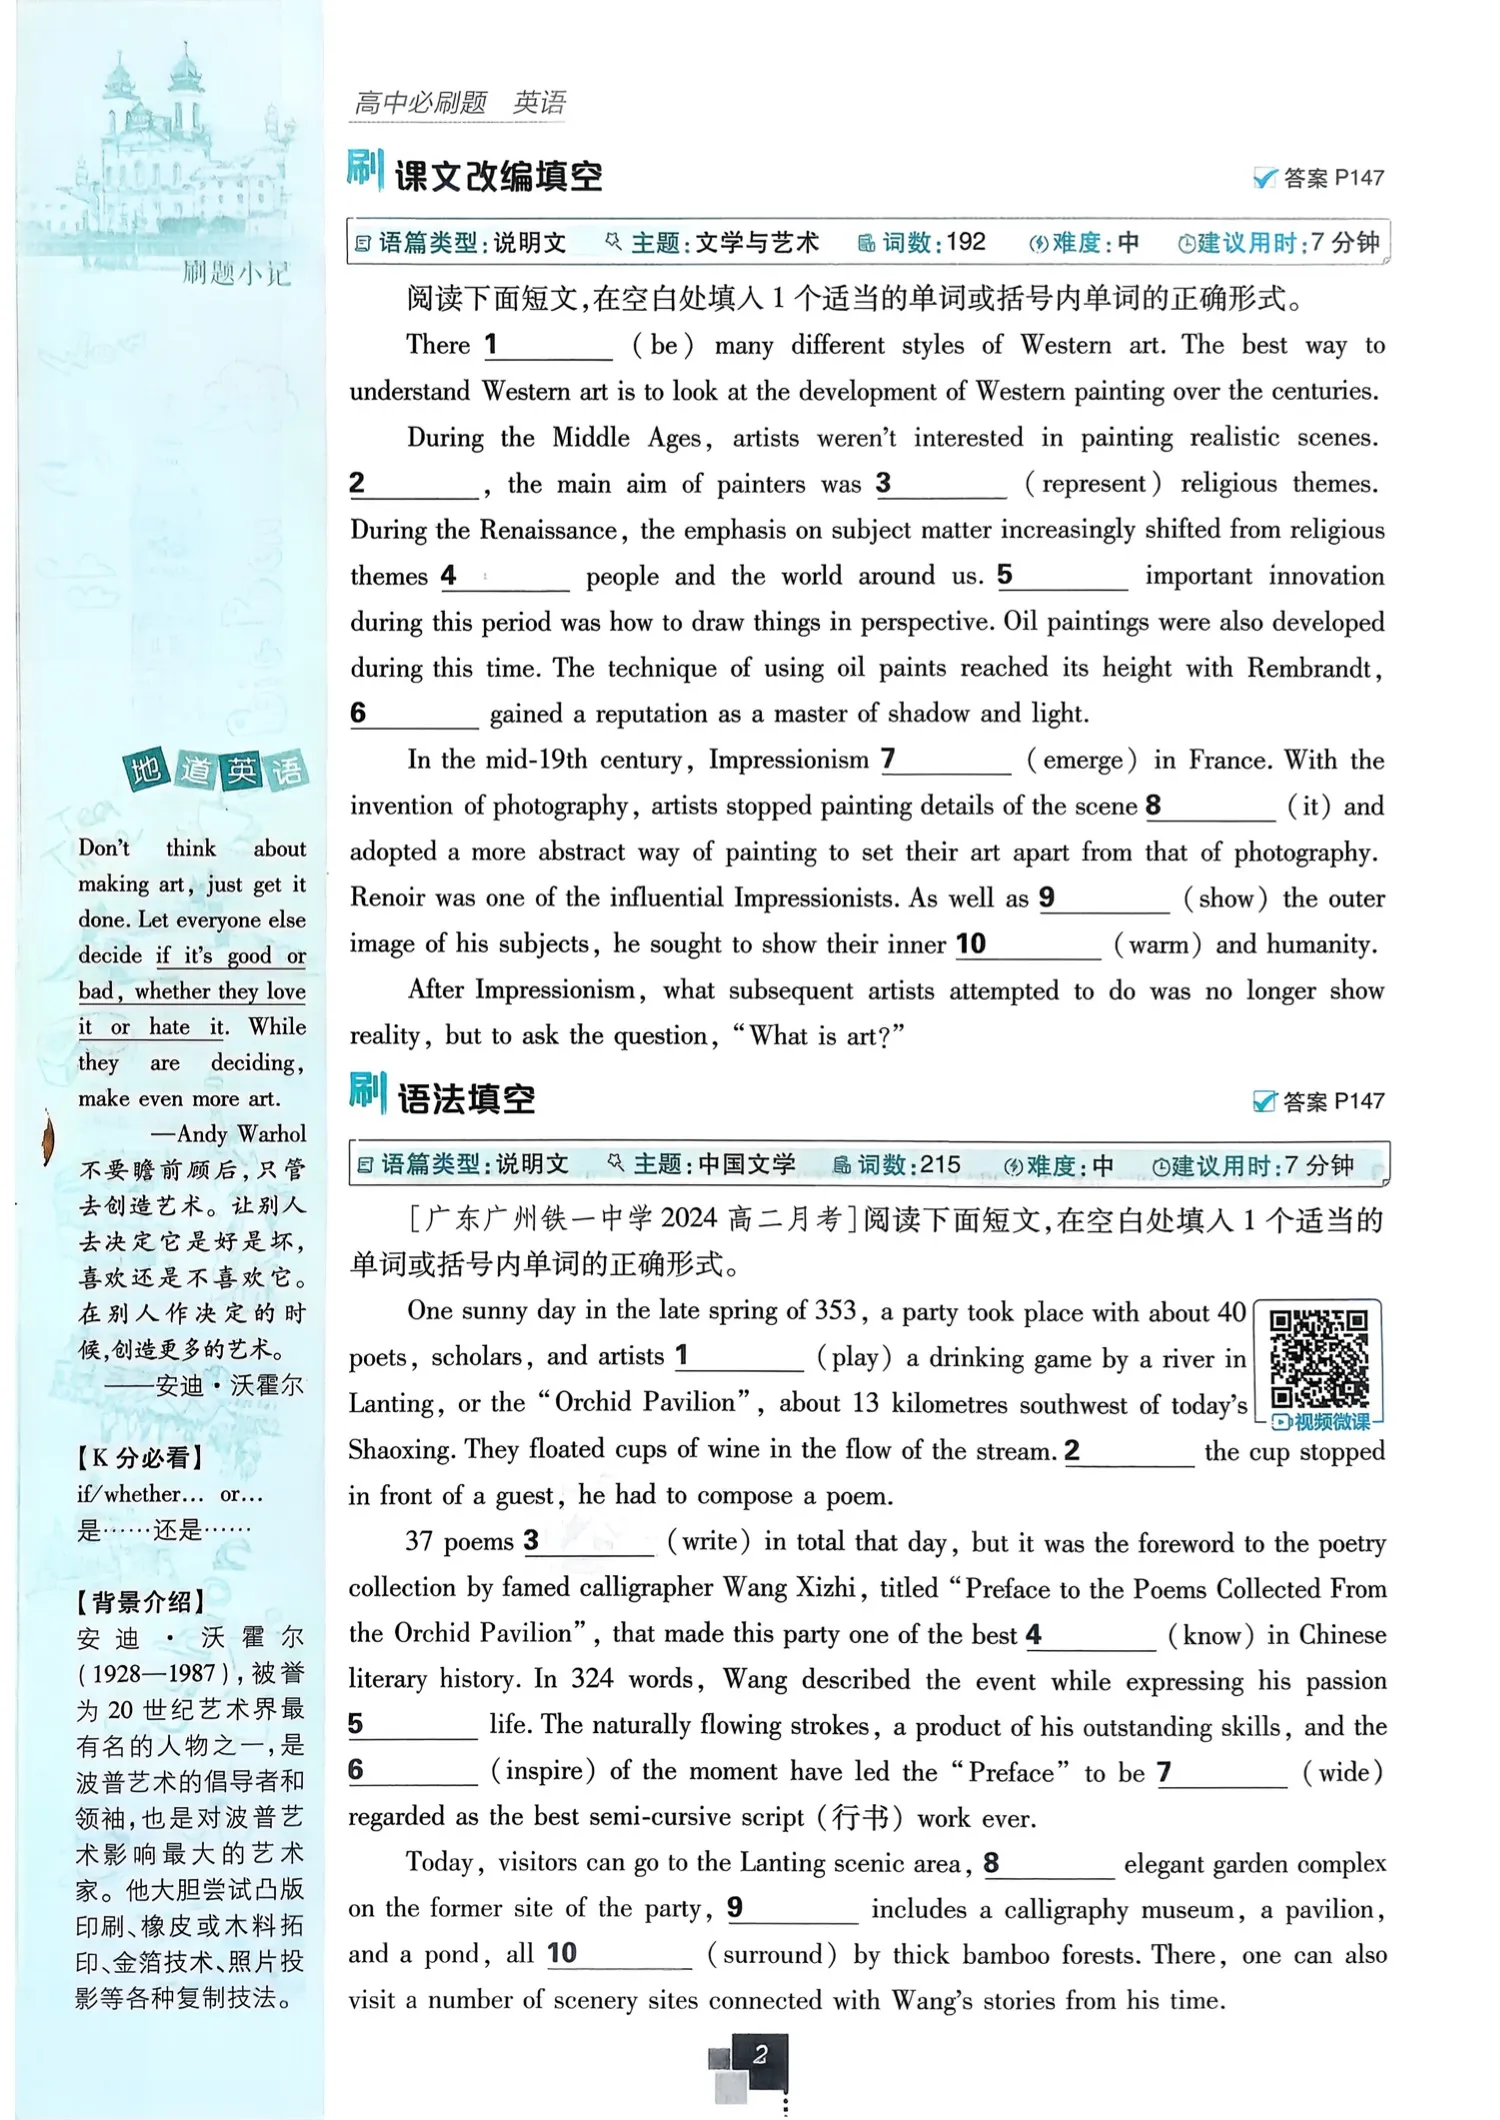 高中必刷题 英语
刷 课文改编填空
答案 P147
语篇类型:说明文 主题:文学与艺术 词数:192 难度:中 建议用时:7 分钟
阅读下面短文,在空白处填入 1 个适当的单词或括号内单词的正确形式。
There 1________ (be) many different styles of Western art. The best way to
understand Western art is to look at the development of Western painting over the centuries.
During the Middle Ages, artists weren't interested in painting realistic scenes.
2________, the main aim of painters was 3________ (represent) religious themes.
During the Renaissance, the emphasis on subject matter increasingly shifted from religious
themes 4________ people and the world around us. 5________ important innovation
during this period was how to draw things in perspective. Oil paintings were also developed
during this time. The technique of using oil paints reached its height with Rembrandt,
6________ gained a reputation as a master of shadow and light.
In the mid-19th century, Impressionism 7________ (emerge) in France. With the
invention of photography, artists stopped painting details of the scene 8________ (it) and
adopted a more abstract way of painting to set their art apart from that of photography.
Renoir was one of the influential Impressionists. As well as 9________ (show) the outer
image of his subjects, he sought to show their inner 10________ (warm) and humanity.
After Impressionism, what subsequent artists attempted to do was no longer show
reality, but to ask the question, "What is art?"
刷 语法填空
答案 P147
语篇类型:说明文 主题:中国文学 词数:215 难度:中 建议用时:7 分钟
[广东广州铁一中学 2024 高二月考]阅读下面短文,在空白处填入 1 个适当的
单词或括号内单词的正确形式。
One sunny day in the late spring of 353, a party took place with about 40
poets, scholars, and artists 1________ (play) a drinking game by a river in
Lanting, or the "Orchid Pavilion", about 13 kilometres southwest of today's
视频微课
Shaoxing. They floated cups of wine in the flow of the stream. 2________ the cup stopped
in front of a guest, he had to compose a poem.
37 poems 3________ (write) in total that day, but it was the foreword to the poetry
collection by famed calligrapher Wang Xizhi, titled "Preface to the Poems Collected From
the Orchid Pavilion", that made this party one of the best 4________ (know) in Chinese
literary history. In 324 words, Wang described the event while expressing his passion
5________ life. The naturally flowing strokes, a product of his outstanding skills, and the
6________ (inspire) of the moment have led the "Preface" to be 7________ (wide)
regarded as the best semi-cursive script (行书) work ever.
Today, visitors can go to the Lanting scenic area, 8________ elegant garden complex
on the former site of the party, 9________ includes a calligraphy museum, a pavilion,
and a pond, all 10________ (surround) by thick bamboo forests. There, one can also
visit a number of scenery sites connected with Wang's stories from his time.
刷题小记
地道英语
Don't think about
making art, just get it
done. Let everyone else
decide if it's good or
bad, whether they love
it or hate it. While
they are deciding,
make even more art.
—Andy Warhol
不要瞻前顾后,只管
去创造艺术。让别人
去决定它是好是坏,
喜欢还是不喜欢它。
在别人作决定的时
候,创造更多的艺术。
——安迪·沃霍尔
【K 分必看】
if/whether... or...
是……还是……
【背景介绍】
安迪·沃霍尔
(1928—1987),被誉
为 20 世纪艺术界最
有名的人物之一,是
波普艺术的倡导者和
领袖,也是对波普艺
术影响最大的艺术
家。他大胆尝试凸版
印刷、橡皮或木料拓
印、金箔技术、照片投
影等各种复制技法。
2